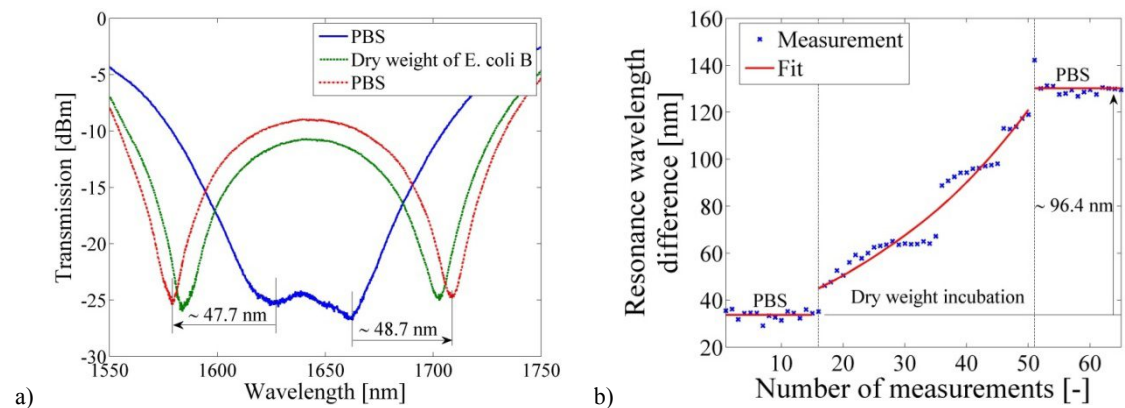 0
-5
-10
-15
-20
-25
-30
Transmission [dBm]
PBS
Dry weight of E. coli B
PBS
~ 47.7 nm
~ 48.7 nm
1550
1600
1650
1700
1750
Wavelength [nm]
a)
160
140
120
100
80
60
40
20
Resonance wavelength
difference [nm]
Measurement
Fit
PBS
~ 96.4 nm
PBS
Dry weight incubation
10
20
30
40
50
60
Number of measurements [-]
b)